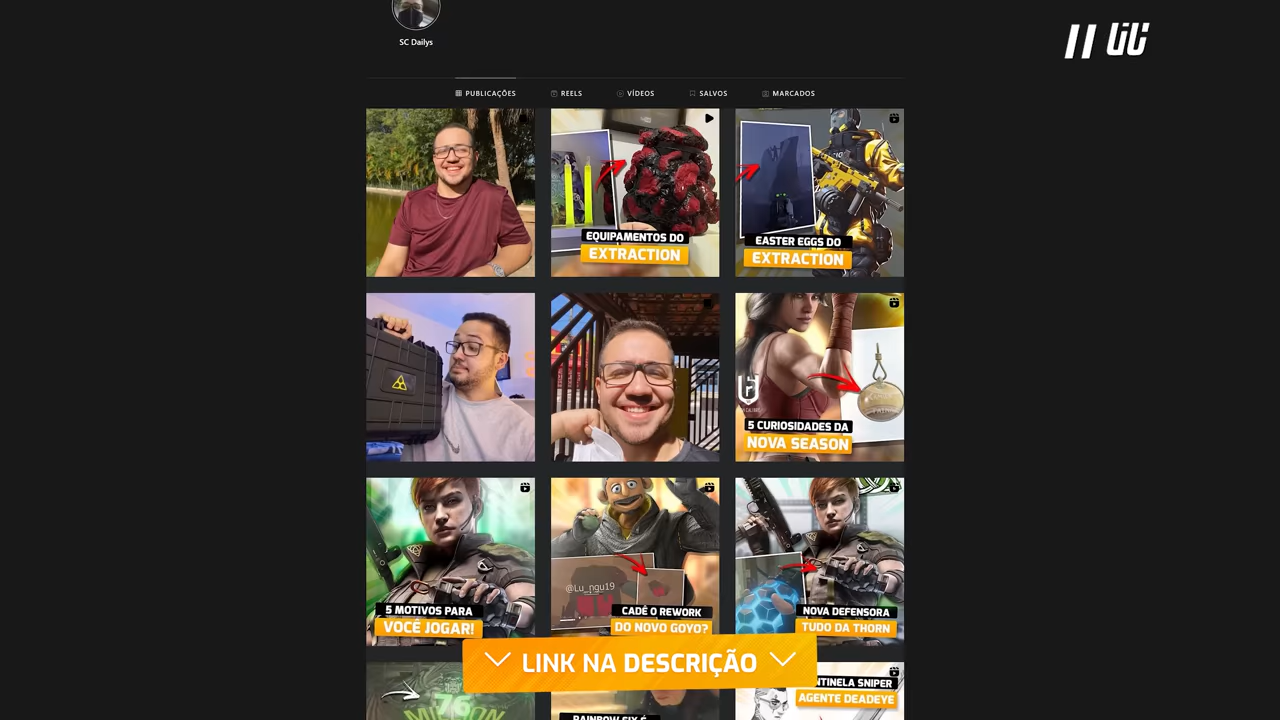 SC Dailys
PUBLICAÇÕES
REELS
VÍDEOS
SALVOS
MARCADOS
EQUIPAMENTOS DO
EXTRACTION
EASTER EGGS DO
EXTRACTION
5 CURIOSIDADES DA
NOVA SEASON
5 MOTIVOS PARA
VOCÊ JOGAR!
@Lu_ngu19
CADÊ O REWORK
DO NOVO GOYO?
NOVA DEFENSORA
TUDO DA THORN
LINK NA DESCRIÇÃO
76
RAINBOW SIX É
SNIPER
AGENTE DEADEYE